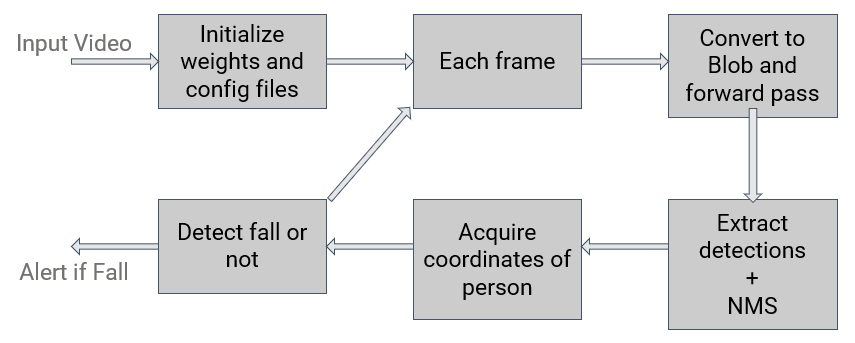 Input Video
Initialize
weights and
config files
Each frame
Convert to
Blob and
forward pass
Extract
detections
+
NMS
Acquire
coordinates of
person
Detect fall or
not
Alert if Fall